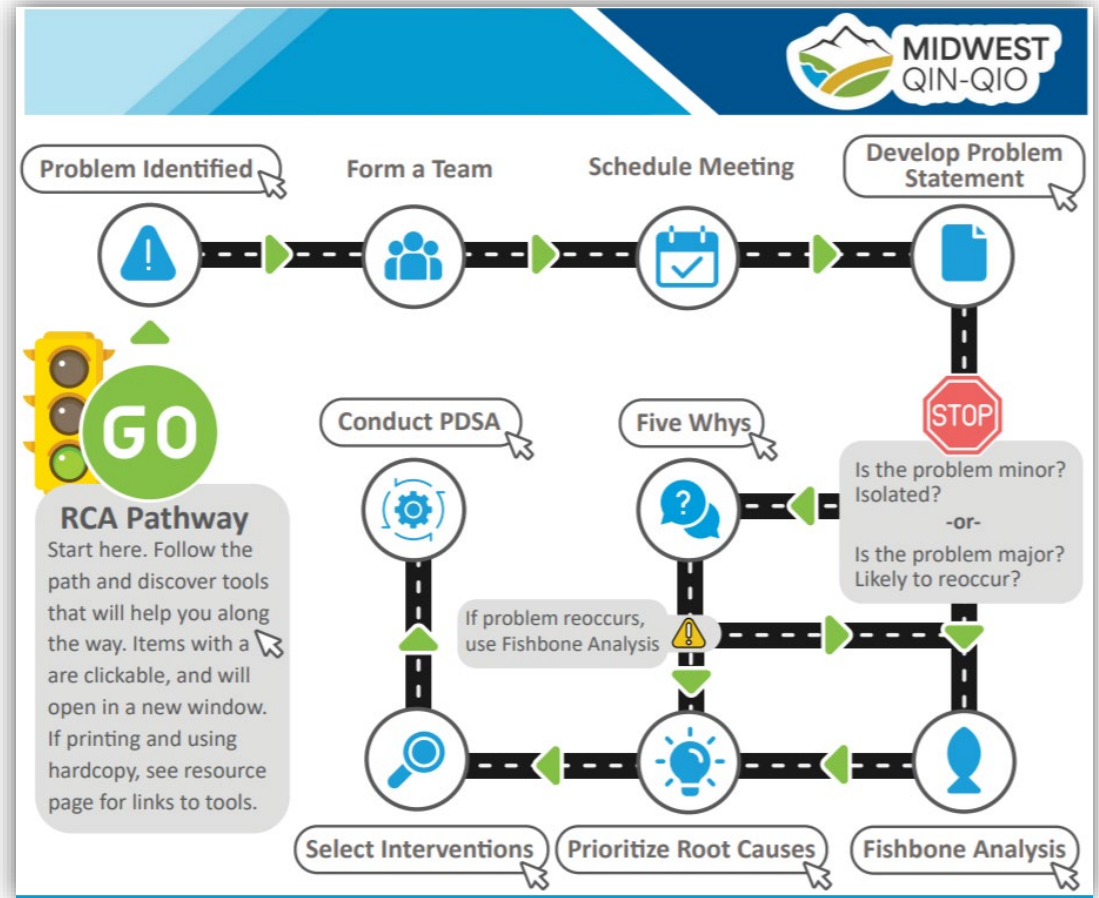 MIDWEST
QIN-QIO
Problem Identified
Form a Team
Schedule Meeting
Develop Problem
Statement
GO
RCA Pathway
Start here. Follow the
path and discover tools
that will help you along
the way. Items with a
are clickable, and will
open in a new window.
If printing and using
hardcopy, see resource
page for links to tools.
Conduct PDSA
Five Whys
STOP
Is the problem minor?
Isolated?
-or-
Is the problem major?
Likely to reoccur?
If problem reoccurs,
use Fishbone Analysis
Select Interventions
Prioritize Root Causes
Fishbone Analysis